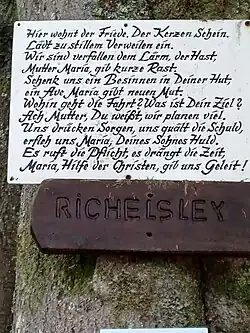 Hier wohnt der Friede, Der Kerzen Schein.
Lädt zu stillem Verweilen ein.
Wir sind verfallen dem Lärm, der Hast,
Mutter Maria, gib kurze Rast.
Schenk uns ein Besinnen in Deiner Hut,
ein Ave Maria gibt neuen Mut.
Wohin geht die Fahrt? Was ist Dein Ziel?
Ach Mutter, Du weißt, wir planen viel.
Uns drücken Sorgen, uns quält die Schuld,
erfleh uns Maria, Deines Sohnes Huld.
Es ruft die Pflicht, es drängt die Zeit,
Maria, Hilfe der Christen, gib uns Geleit!
RICHEiSLEY